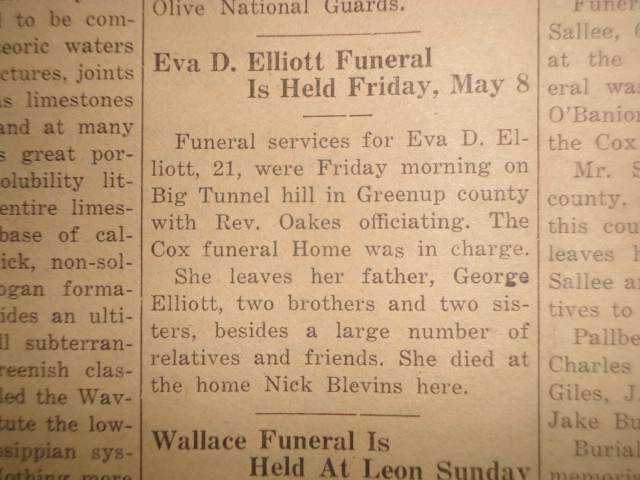 to be com-
eoric waters
ctures, joints
s limestones
and at many
s great por-
olubility lit-
entire limes-
base of cal-
ick, non-sol-
ogan forma-
ides an ulti-
ll subterran-
reenish clas-
led the Wav-
tute the low-
ssippian sys-
Nothing more
Olive National Guards.
Eva D. Elliott Funeral
Is Held Friday, May 8
Funeral services for Eva D. El-
liott, 21, were Friday morning on
Big Tunnel hill in Greenup county
with Rev. Oakes officiating. The
Cox funeral Home was in charge.
She leaves her father, George
Elliott, two brothers and two sis-
ters, besides a large number of
relatives and friends. She died at
the home Nick Blevins here.
Wallace Funeral Is
Held At Leon Sunday
Funer
Sallee, 6
at the
eral was
O'Banion
the Cox
Mr. S
county.
this cou
leaves h
Sallee a
tives to
Pallbe
Charles
Giles, J.
Jake Bu
Burial
memoria